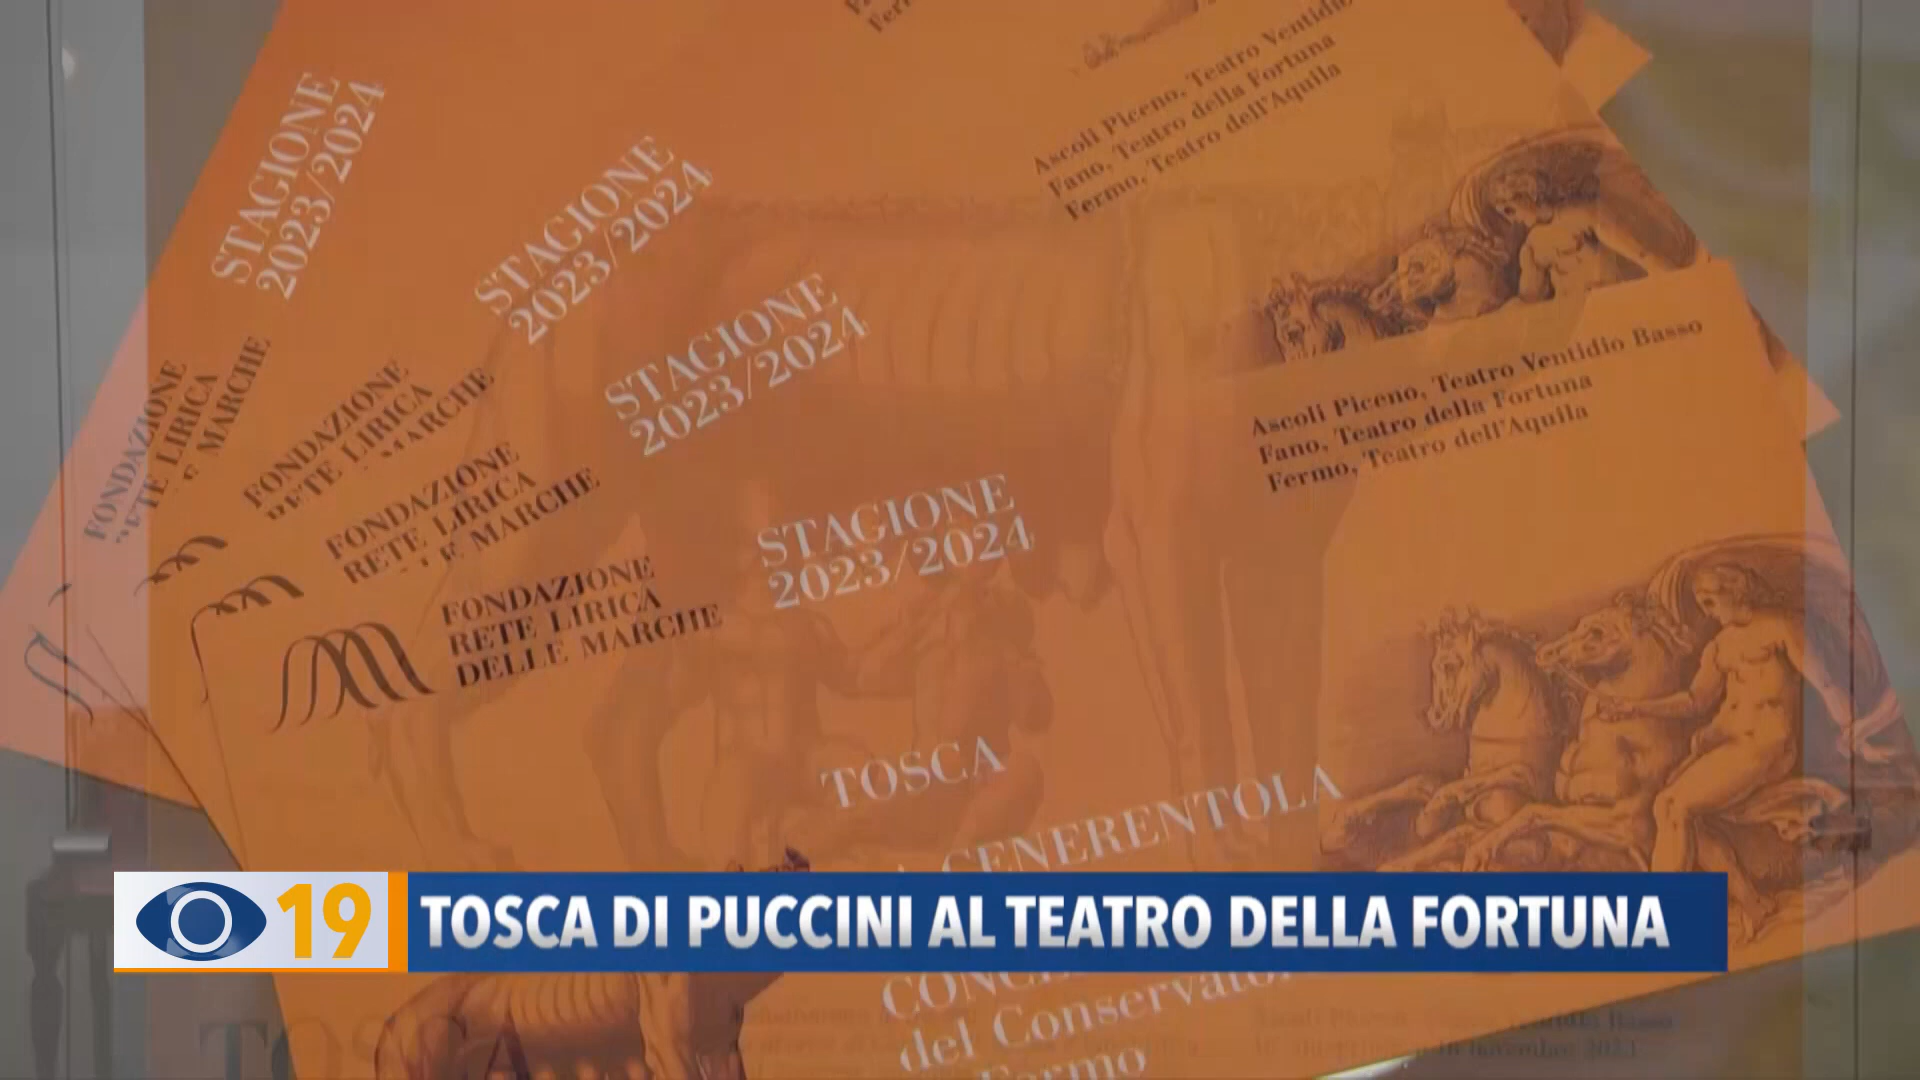 STAGIONE
2023/2024
STAGIONE
2023/2024
STAGIONE
2023/2024
STAGIONE
2023/2024
Ascoli Piceno, Teatro Ventidio
Fano, Teatro della Fortuna
Fermo, Teatro dell'Aquila
Ascoli Piceno, Teatro Ventidio Basso
Fano, Teatro della Fortuna
Fermo, Teatro dell'Aquila
FONDAZIONE
LIRICA
MARCHE
FONDAZIONE
RETE LIRICA
MARCHE
FONDAZIONE
RETE LIRICA
MARCHE
FONDAZIONE
RETE LIRICA
DELLE MARCHE
TOSCA
CENERENTOLA
19
TOSCA DI PUCCINI AL TEATRO DELLA FORTUNA
del
Fermo
TOSCA